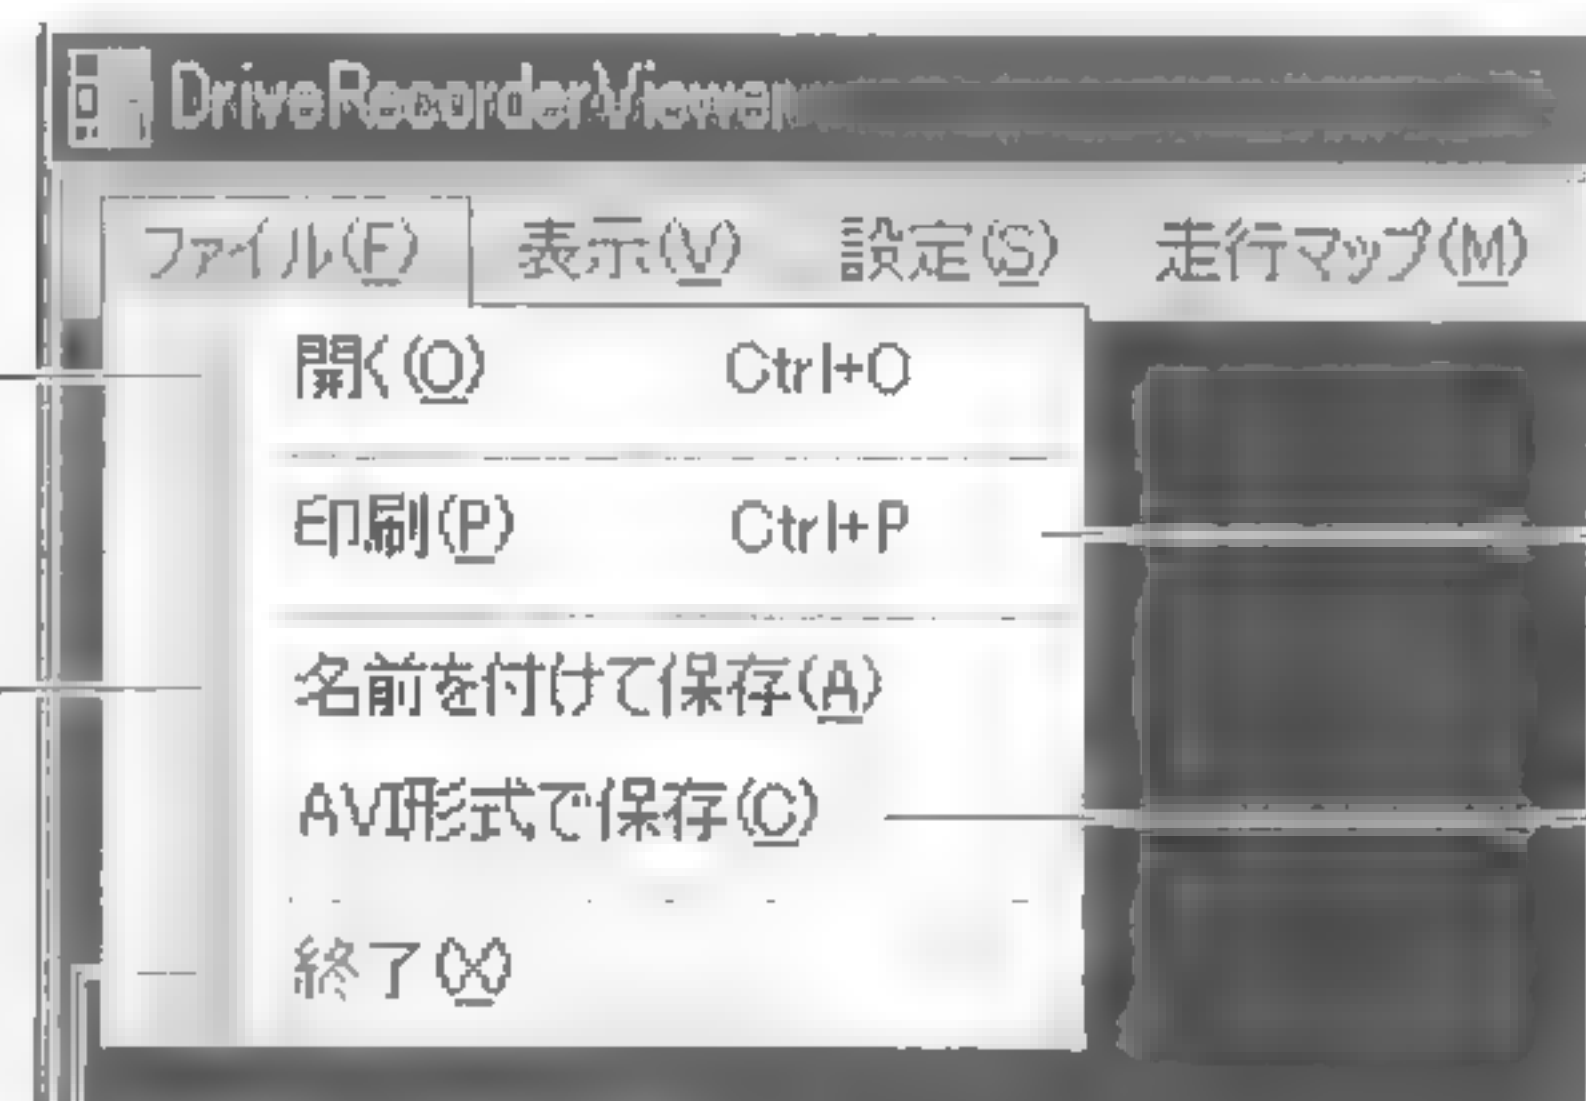 DriveRecorderViewer
ファイル(F) 表示(V) 設定(S) 走行マップ(M)
開く(O) Ctrl+O
印刷(P) Ctrl+P
名前を付けて保存(A)
AVI形式で保存(C)
終了(X)